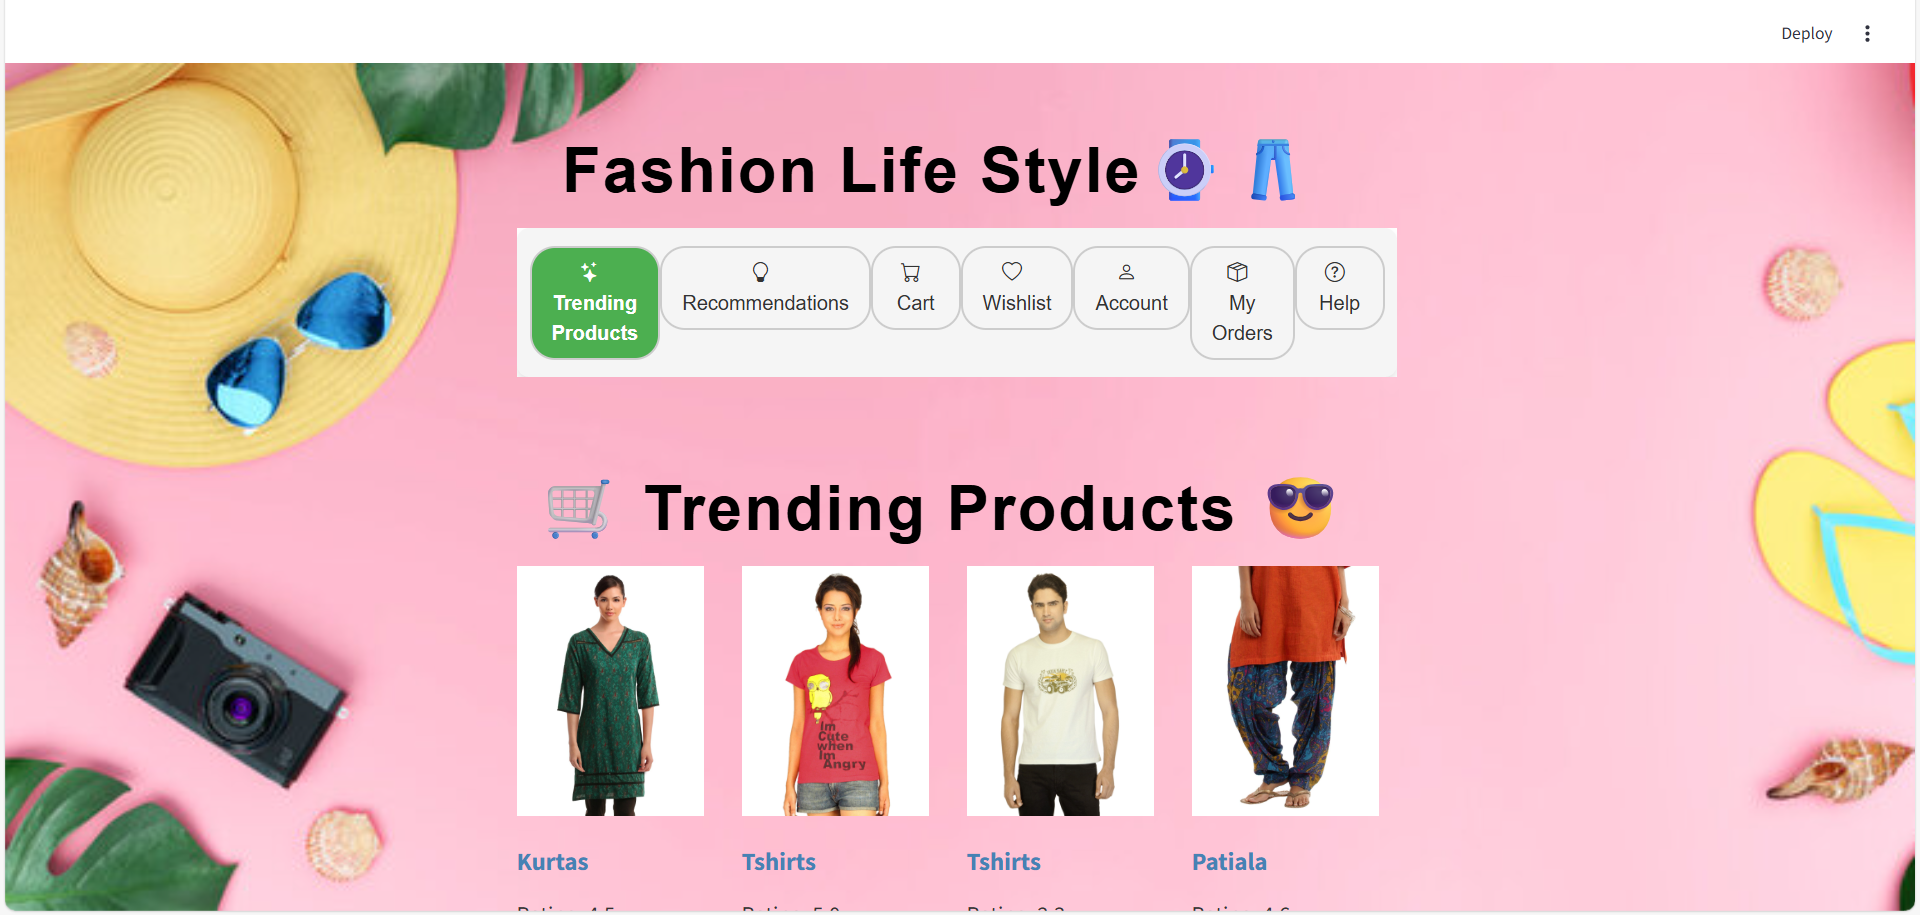 Deploy
Fashion Life Style
Trending
Products
Recommendations
Cart
Wishlist
Account
My
Orders
Help
Trending Products
Im
Cute
when
Im
Angry
Kurtas
Tshirts
Tshirts
Patiala